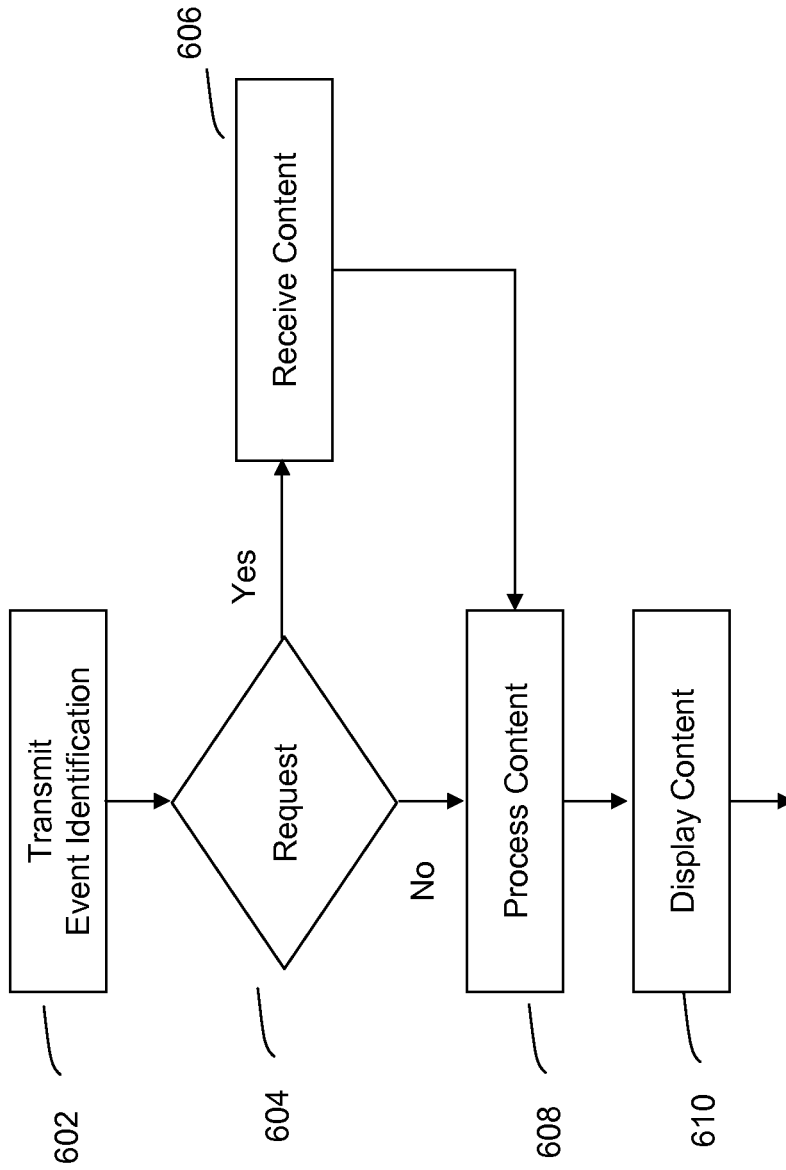 602
Transmit
Event Identification
604
Request
Yes
606
Receive Content
No
608
Process Content
610
Display Content